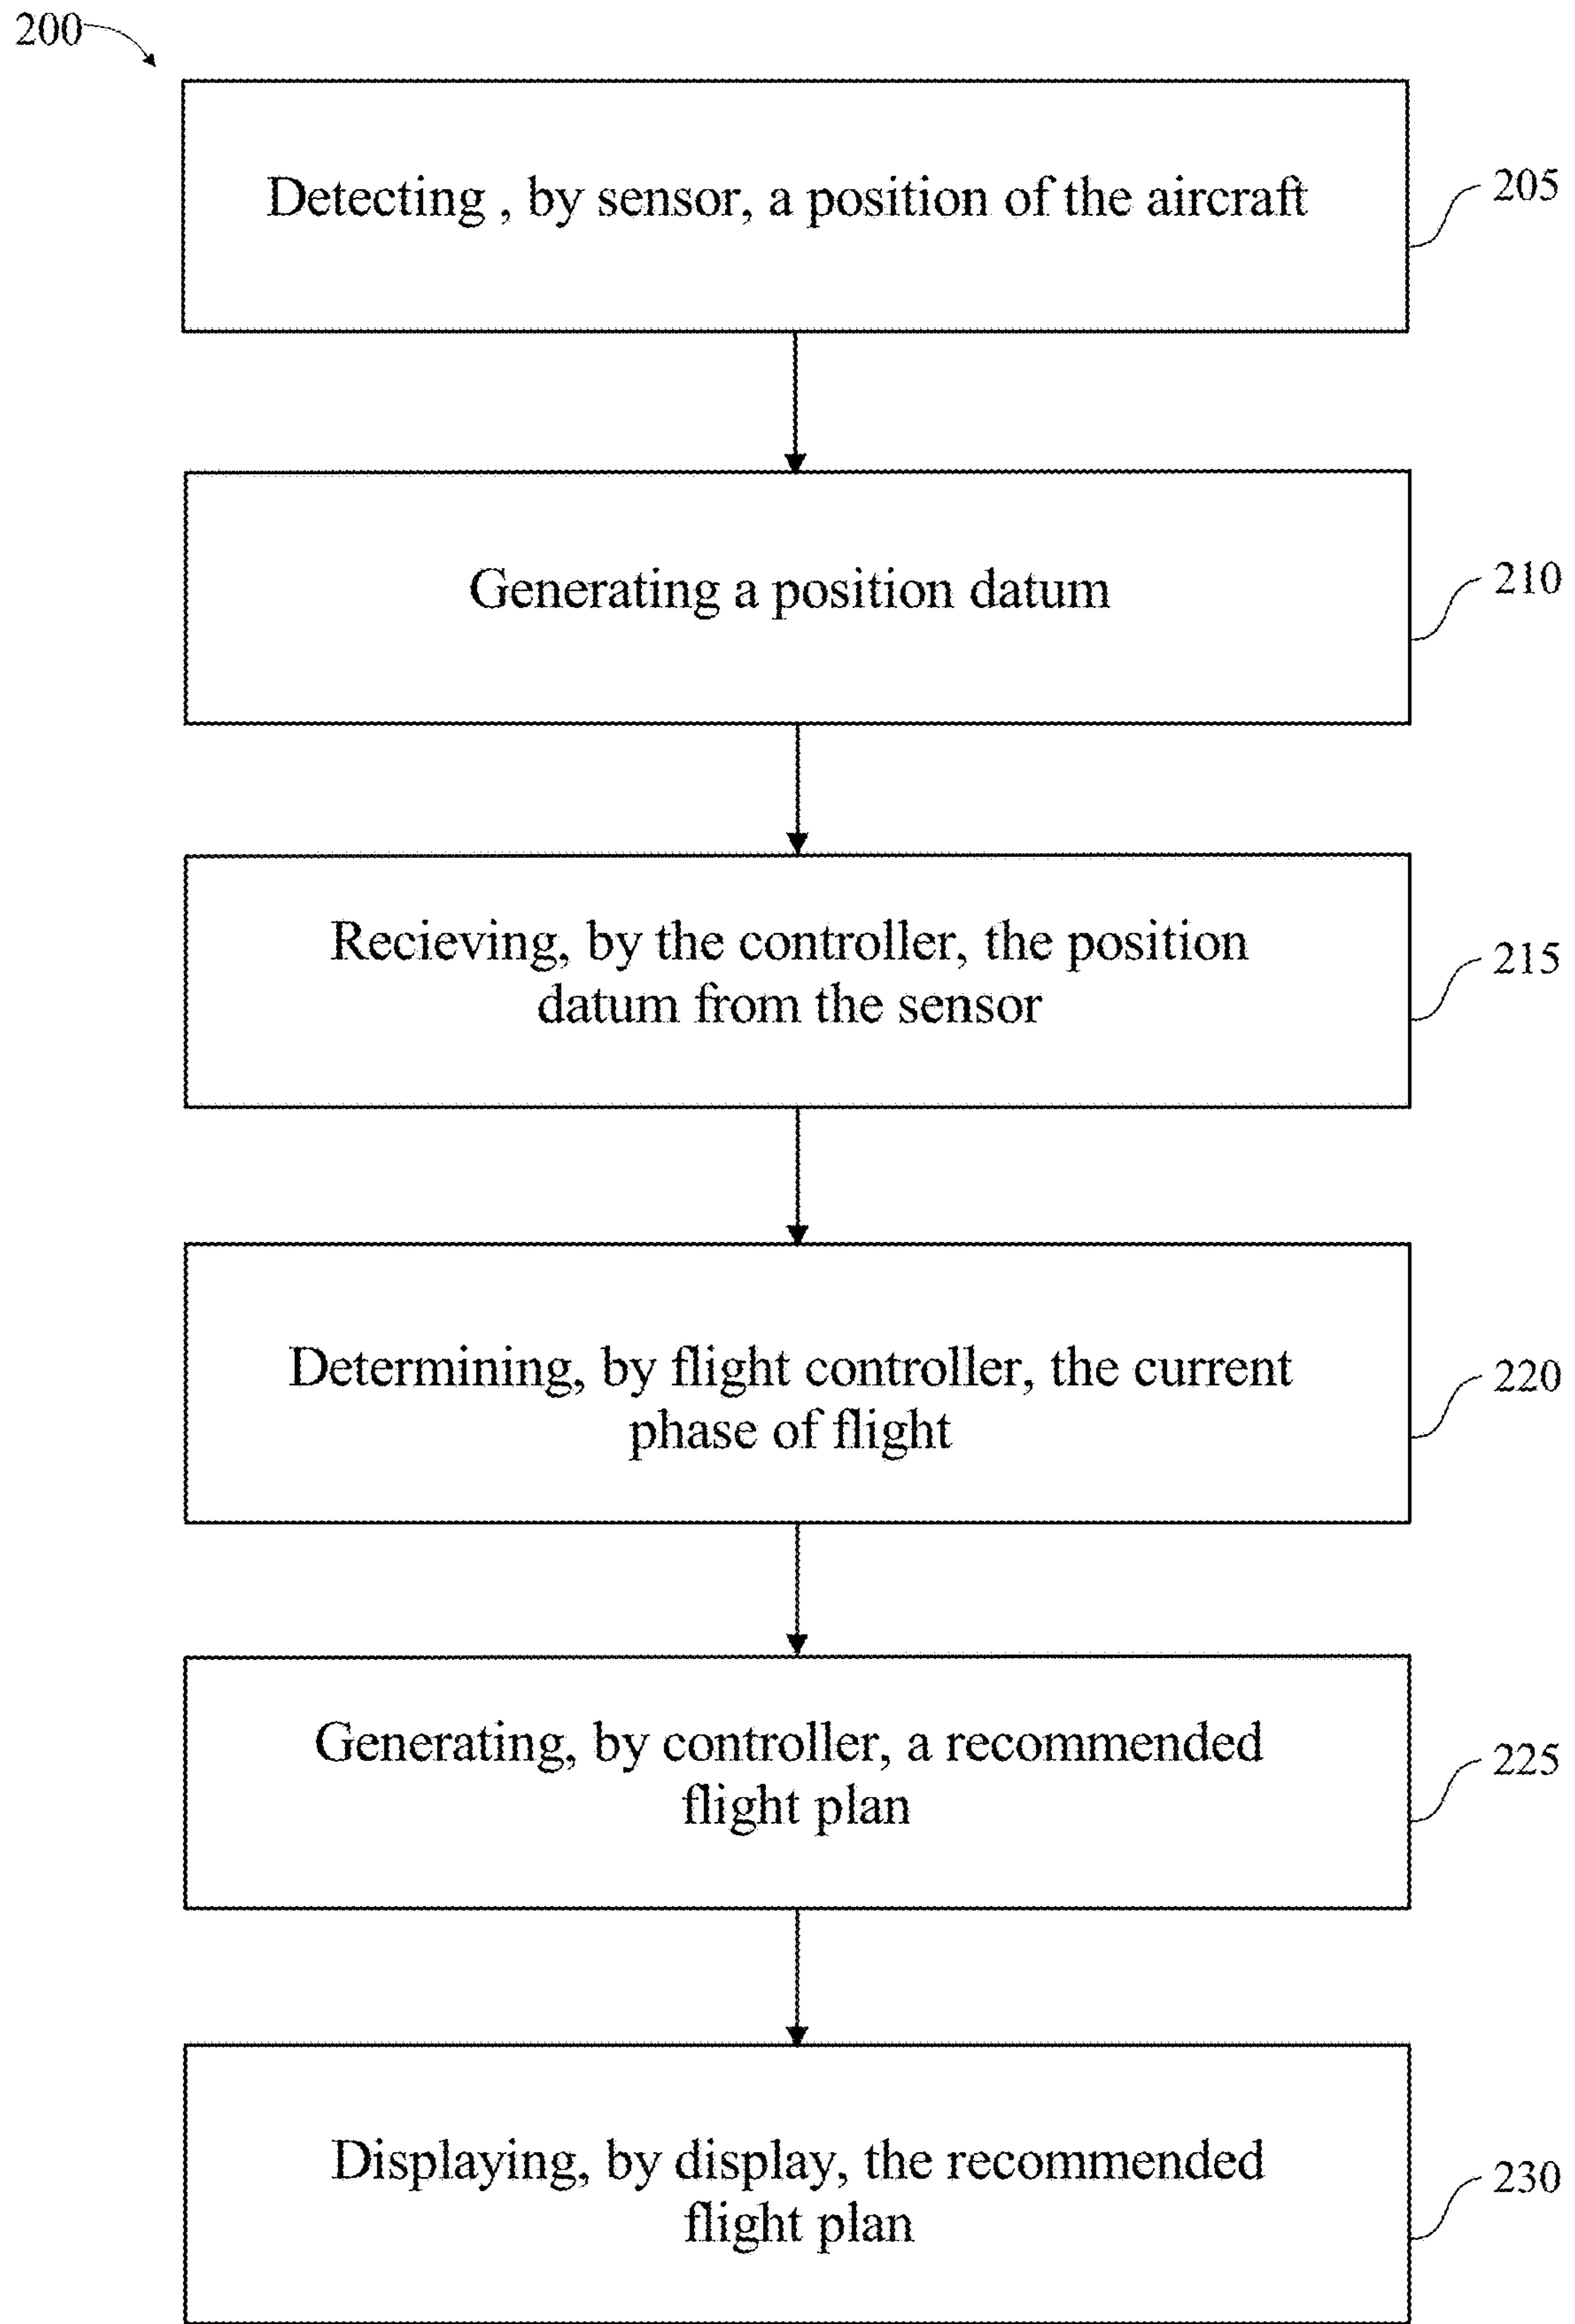 200
Detecting , by sensor, a position of the aircraft
205
Generating a position datum
210
Recieving, by the controller, the position
datum from the sensor
215
Determining, by flight controller, the current
phase of flight
220
Generating, by controller, a recommended
flight plan
225
Displaying, by display, the recommended
flight plan
230